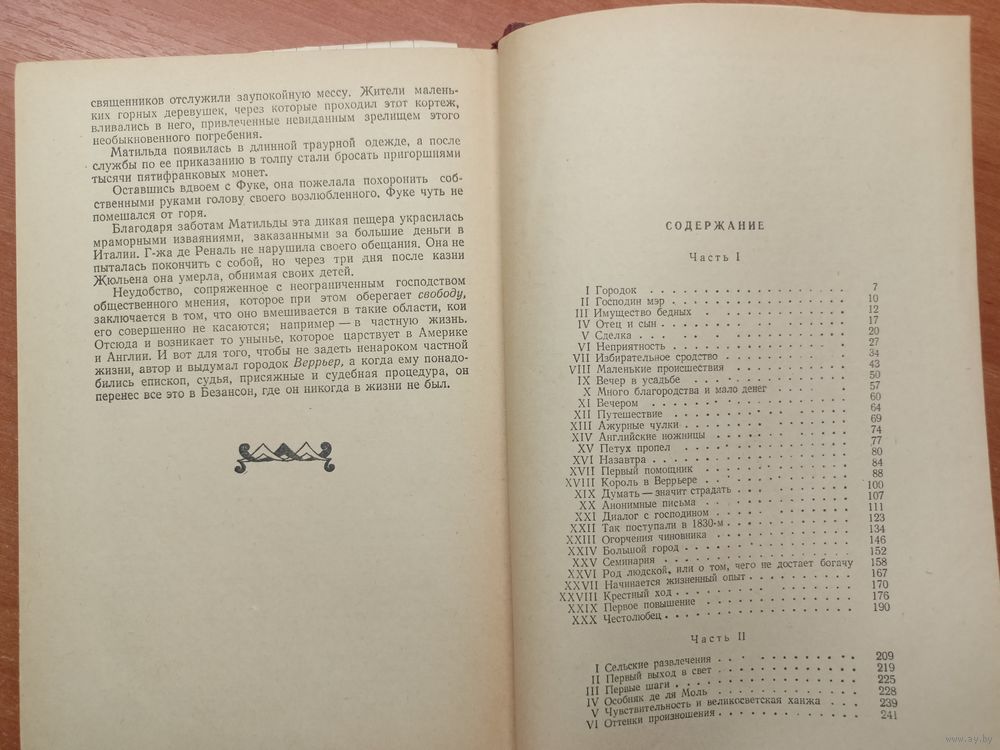 священников отслужили заупокойную мессу. Жители малень-
ких горных деревушек, через которые проходил этот кортеж,
вливались в него, привлеченные невиданным зрелищем этого
необыкновенного погребения.
Матильда появилась в длинной траурной одежде, а после
службы по ее приказанию в толпу стали бросать пригоршнями
тысячи пятифранковых монет.
Оставшись вдвоем с Фуке, она пожелала похоронить соб-
ственными руками голову своего возлюбленного. Фуке чуть не
помешался от горя.
Благодаря заботам Матильды эта дикая пещера украсилась
мраморными изваяниями, заказанными за большие деньги в
Италии. Г-жа де Реналь не нарушила своего обещания. Она не
пыталась покончить с собой, но через три дня после казни
Жюльена она умерла, обнимая своих детей.
Неудобство, сопряженное с неограниченным господством
общественного мнения, которое при этом оберегает свободу,
заключается в том, что оно вмешивается в такие области, кои
его совершенно не касаются; например — в частную жизнь.
Отсюда и возникает то унынье, которое царствует в Америке
и Англии. И вот для того, чтобы не задеть ненароком частной
жизни, автор и выдумал городок Веррьер, а когда ему понадо-
бились епископ, судья, присяжные и судебная процедура, он
перенес все это в Безансон, где он никогда в жизни не был.
СОДЕРЖАНИЕ
Часть I
I Городок 7
II Господин мэр 10
III Имущество бедных 12
IV Отец и сын 17
V Сделка 20
VI Неприятность 27
VII Избирательное сродство 34
VIII Маленькие происшествия 43
IX Вечер в усадьбе 50
X Много благородства и мало денег 57
XI Вечером 60
XII Путешествие 64
XIII Ажурные чулки 69
XIV Английские ножницы 74
XV Петух пропел 77
XVI Назавтра 80
XVII Первый помощник 84
XVIII Король в Веррьере 88
XIX Думать — значит страдать 100
XX Анонимные письма 107
XXI Диалог с господином 111
XXII Так поступали в 1830-м 123
XXIII Огорчения чиновника 134
XXIV Большой город 146
XXV Семинария 152
XXVI Род людской, или о том, чего не достает богачу 158
XXVII Начинается жизненный опыт 167
XXVIII Крестный ход 170
XXIX Первое повышение 176
XXX Честолюбец 190
Часть II
I Сельские развлечения 209
II Первый выход в свет 219
III Первые шаги 225
IV Особняк де ля Моль 228
V Чувствительность и великосветская ханжа 239
VI Оттенки произношения 241
www.ay.by